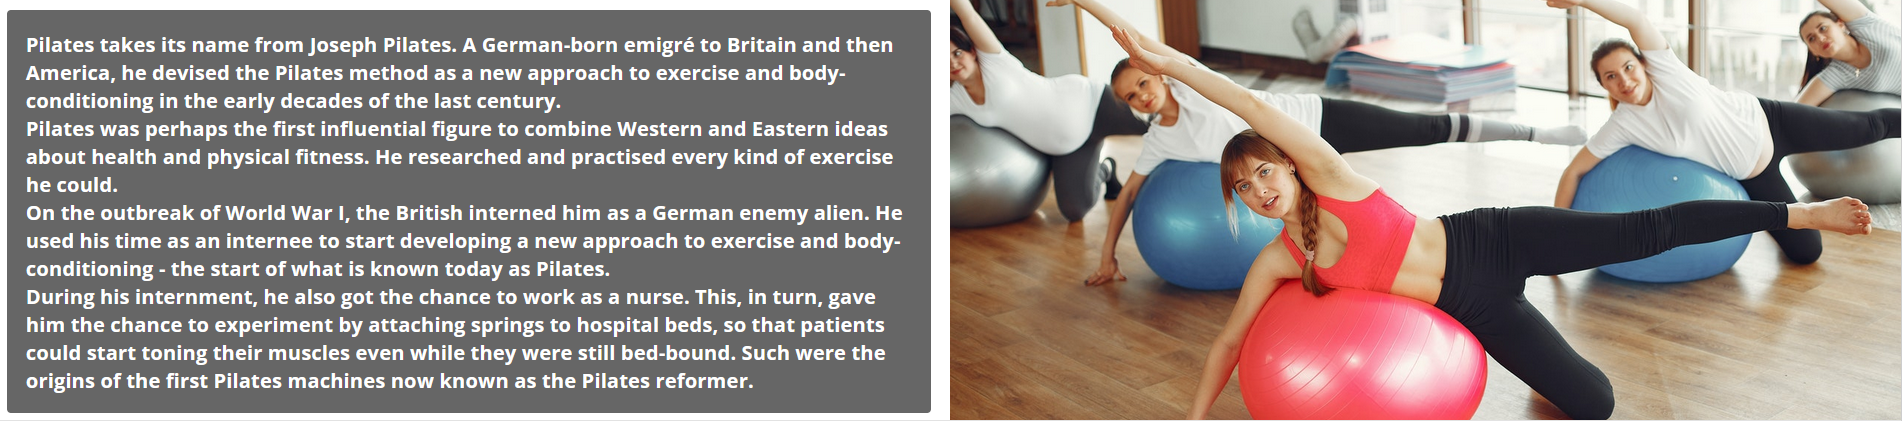 Pilates takes its name from Joseph Pilates. A German-born emigré to Britain and then
America, he devised the Pilates method as a new approach to exercise and body-
conditioning in the early decades of the last century.
Pilates was perhaps the first influential figure to combine Western and Eastern ideas
about health and physical fitness. He researched and practised every kind of exercise
he could.
On the outbreak of World War I, the British interned him as a German enemy alien. He
used his time as an internee to start developing a new approach to exercise and body-
conditioning - the start of what is known today as Pilates.
During his internment, he also got the chance to work as a nurse. This, in turn, gave
him the chance to experiment by attaching springs to hospital beds, so that patients
could start toning their muscles even while they were still bed-bound. Such were the
origins of the first Pilates machines now known as the Pilates reformer.